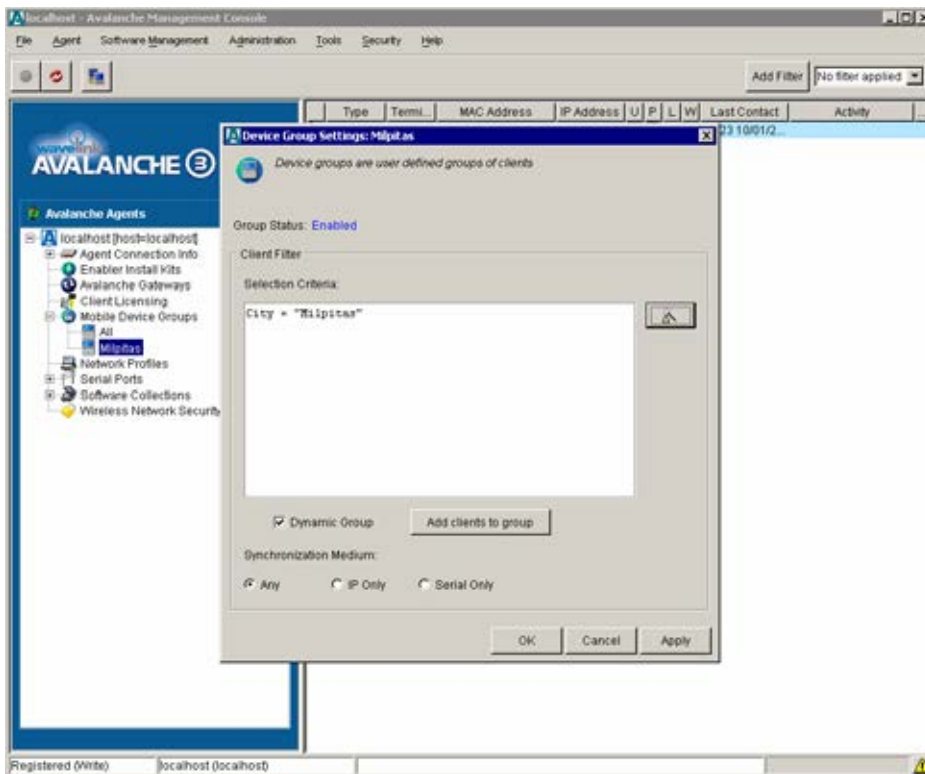 localhost - Avalanche Management Console
File Agent Software Management Administration Tools Security Help
Add Filter No filter applied
Type Termi... MAC Address IP Address U P L W Last Contact Activity
23 10/01/2...
wavelink
AVALANCHE 3
Avalanche Agents
localhost [host=localhost]
Agent Connection Info
Enabler Install Kits
Avalanche Gateways
Client Licensing
Mobile Device Groups
All
Milpitas
Network Profiles
Serial Ports
Software Collections
Wireless Network Security
Device Group Settings: Milpitas
Device groups are user defined groups of clients
Group Status: Enabled
Client Filter
Selection Criteria:
City = "Milpitas"
Dynamic Group Add clients to group
Synchronization Medium:
Any IP Only Serial Only
OK Cancel Apply
Registered (Write) localhost (localhost)